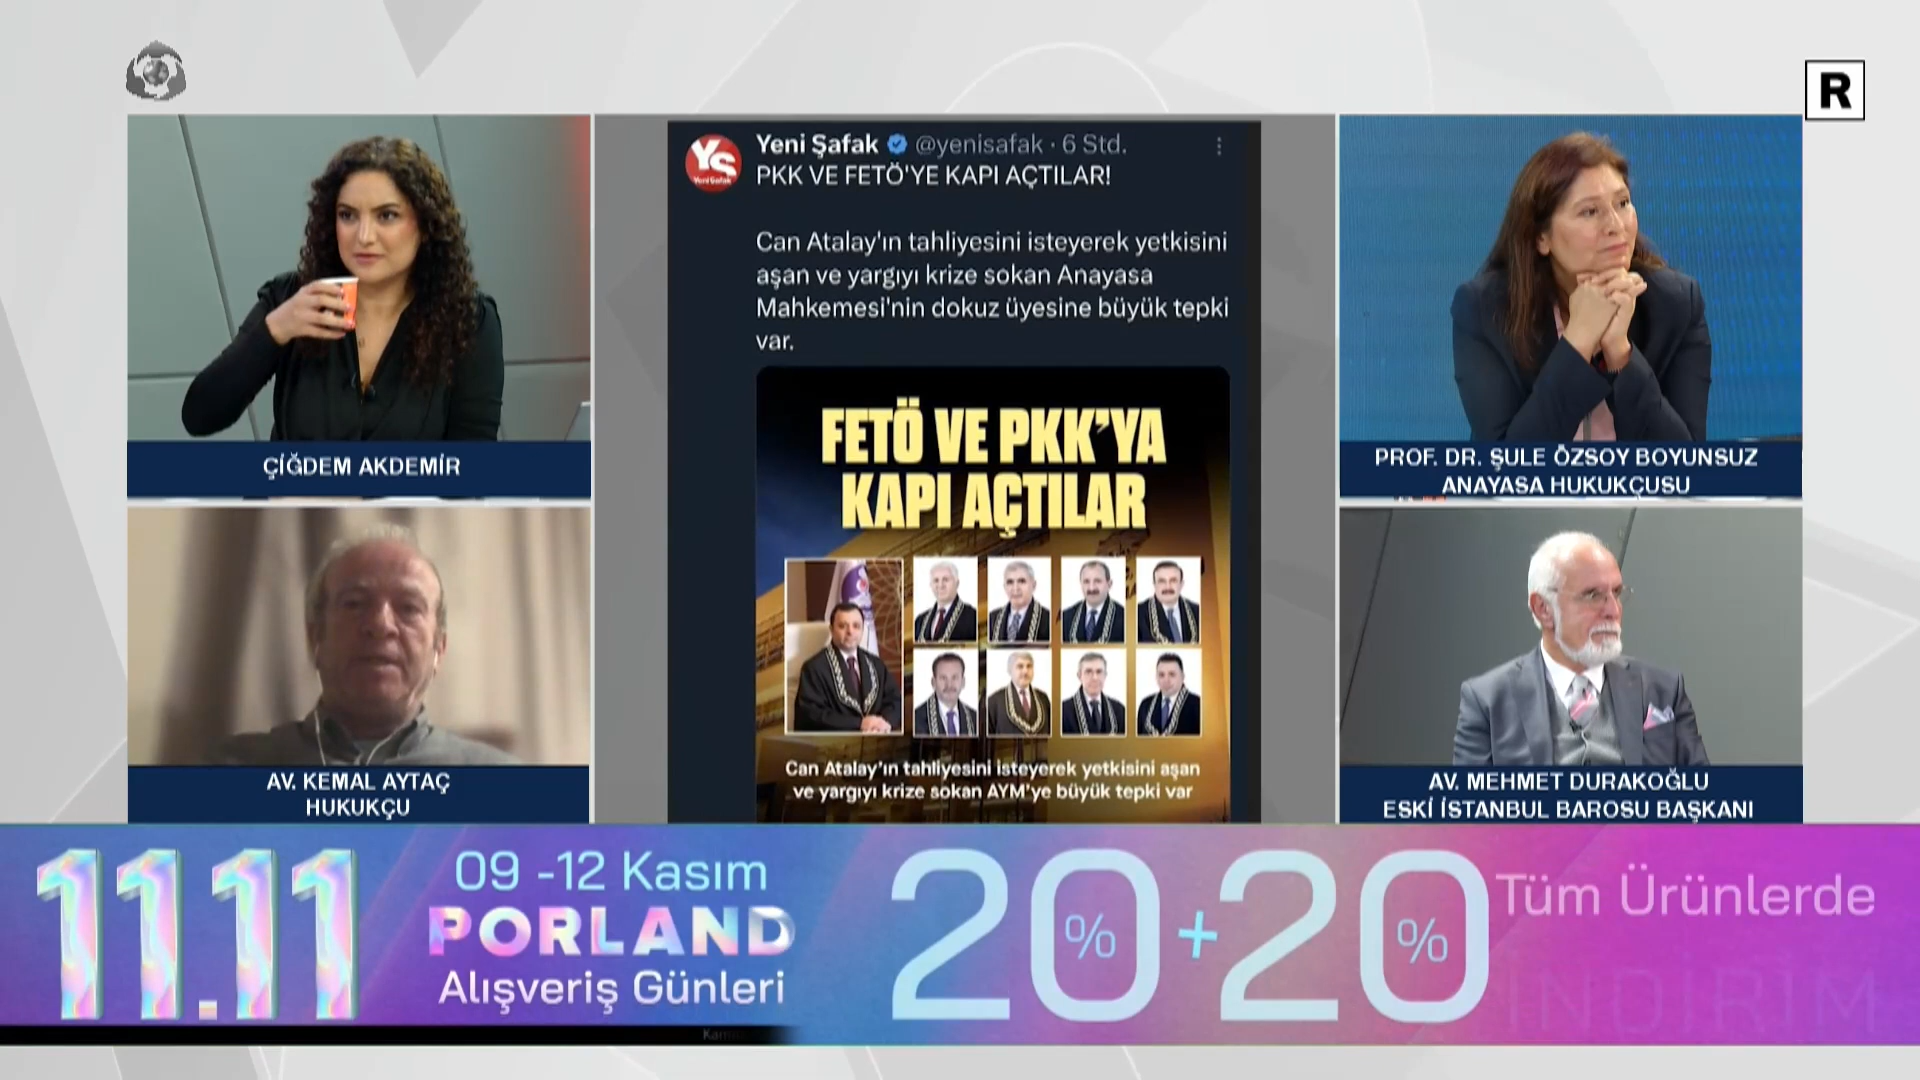 R
Yeni Şafak @yenisafak · 6 Std.
PKK VE FETÖ'YE KAPI AÇTILAR!
Can Atalay'ın tahliyesini isteyerek yetkisini
aşan ve yargıyı krize sokan Anayasa
Mahkemesi'nin dokuz üyesine büyük tepki
var.
YS
Yeni Şafak
FETÖ VE PKK'YA
KAPI AÇTILAR
Can Atalay'ın tahliyesini isteyerek yetkisini aşan
ve yargıyı krize sokan AYM'ye büyük tepki var
ÇİĞDEM AKDEMİR
PROF. DR. ŞULE ÖZSOY BOYUNSUZ
ANAYASA HUKUKÇUSU
AV. KEMAL AYTAÇ
HUKUKÇU
AV. MEHMET DURAKOĞLU
ESKİ İSTANBUL BAROSU BAŞKANI
11.11
09 -12 Kasım
PORLAND
Alışveriş Günleri
20% + 20%
Tüm Ürünlerde
İNDİRİM